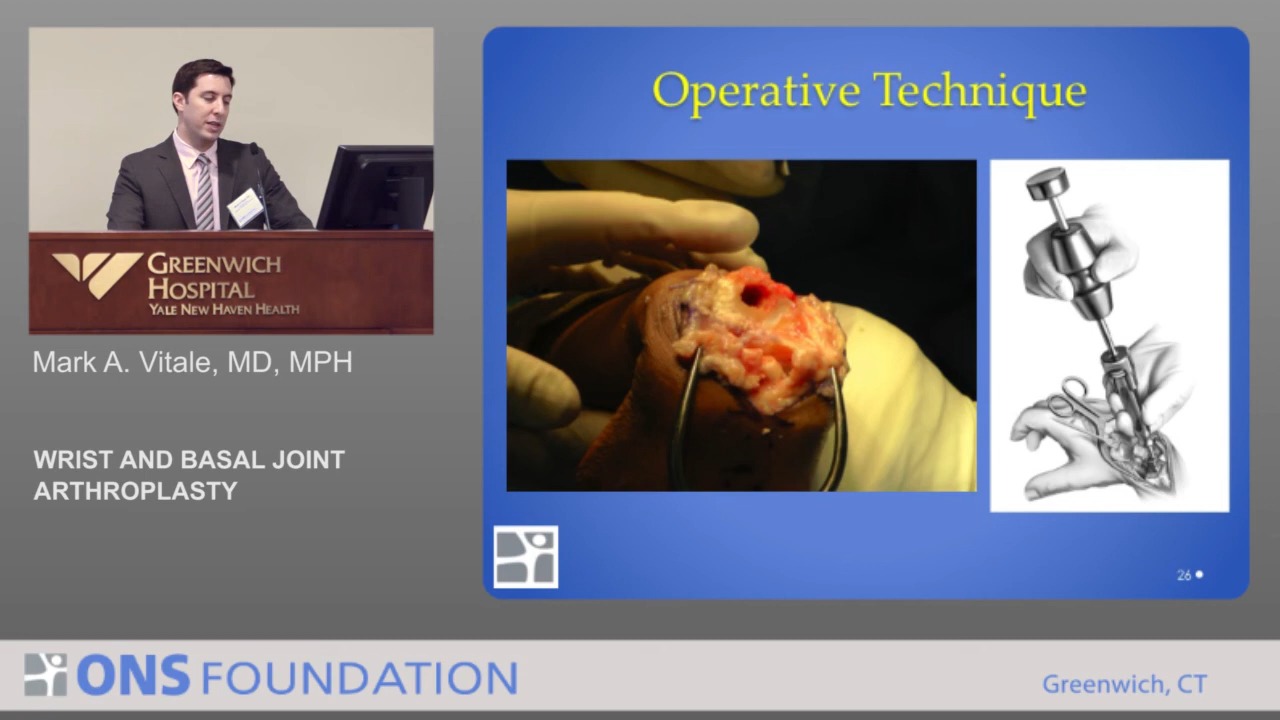 Operative Technique
GREENWICH
HOSPITAL
YALE NEW HAVEN HEALTH
Mark A. Vitale, MD, MPH
WRIST AND BASAL JOINT
ARTHROPLASTY
26
ONS FOUNDATION
Greenwich, CT